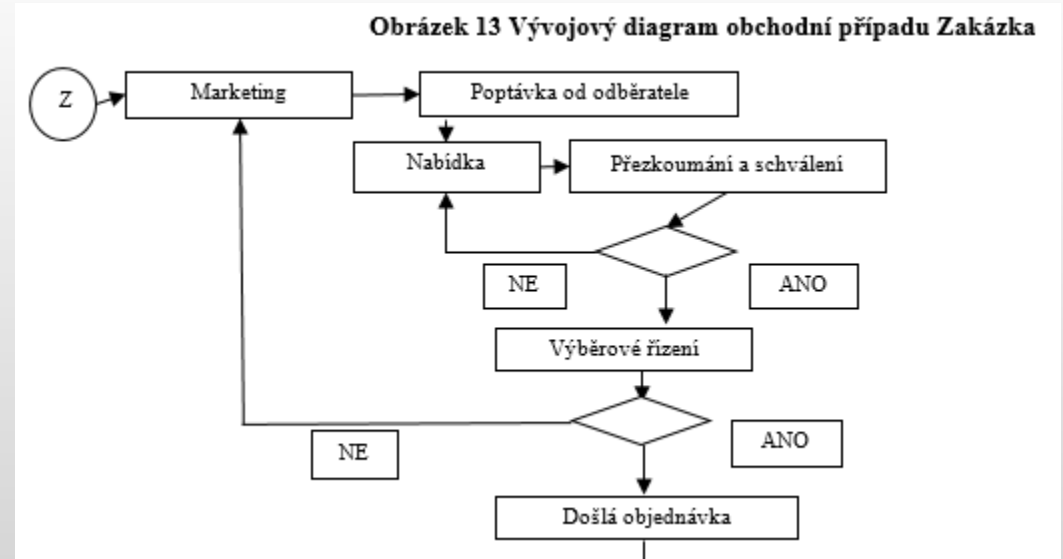 Obrázek 13 Vývojový diagram obchodní případu Zakázka
Z
Marketing
Poptávka od odběratele
Nabídka
Přezkoumání a schválení
NE
ANO
Výběrové řízení
NE
ANO
Došlá objednávka